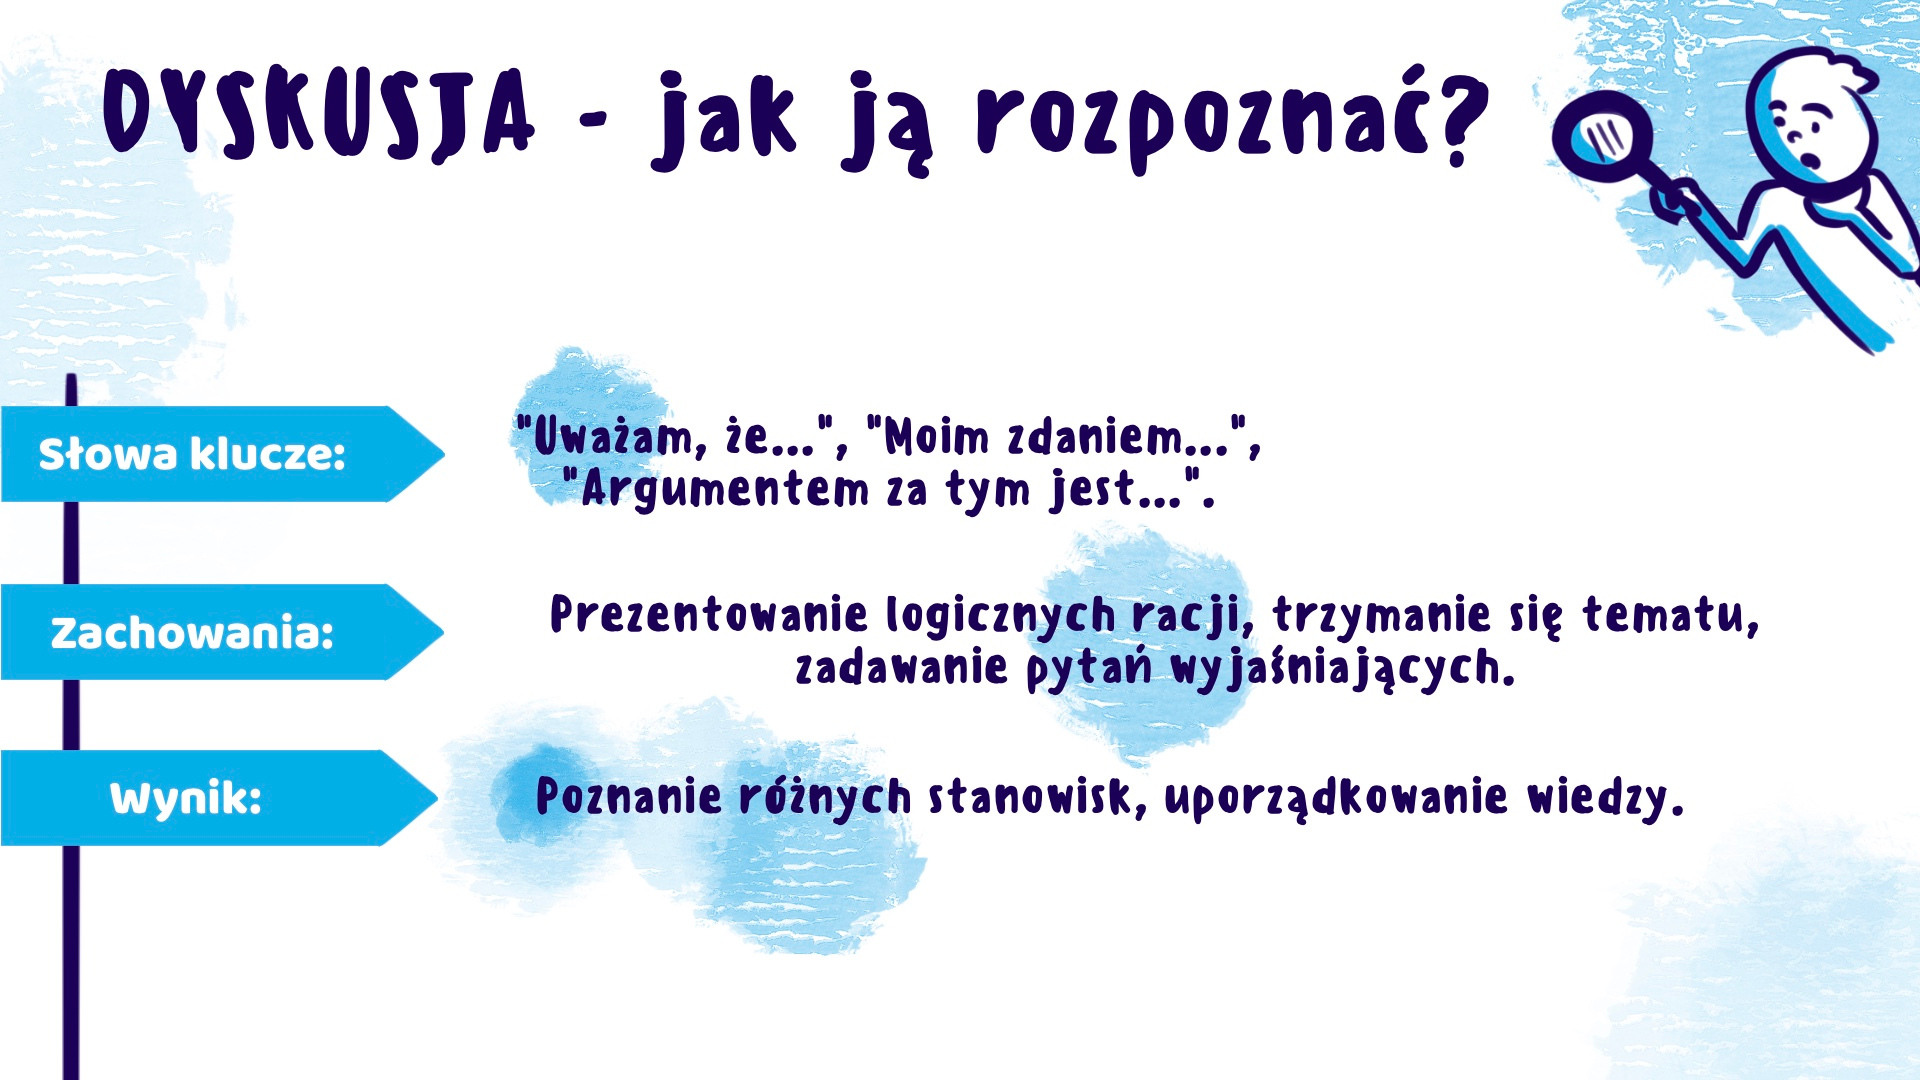 DYSKUSJA - jak ją rozpoznać?
Słowa klucze:
"Uważam, że...", "Moim zdaniem...",
"Argumentem za tym jest...".
Zachowania:
Prezentowanie logicznych racji, trzymanie się tematu,
zadawanie pytań wyjaśniających.
Wynik:
Poznanie różnych stanowisk, uporządkowanie wiedzy.